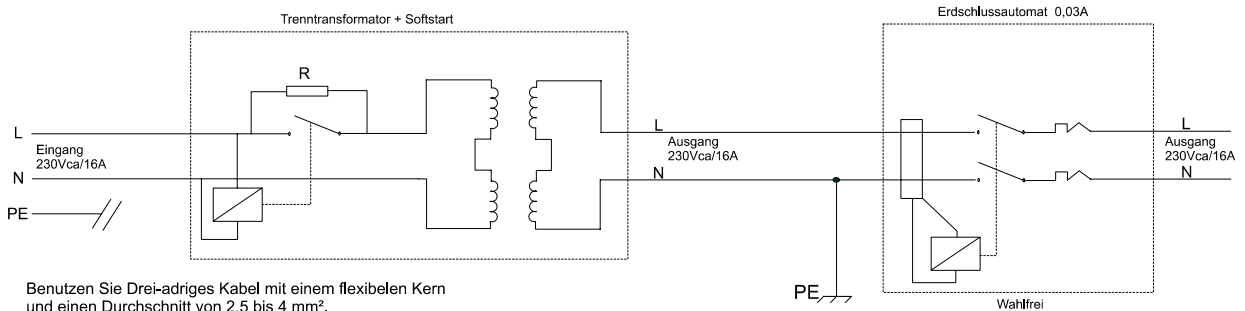 Trenntransformator + Softstart
Erdschlussautomat 0,03A
R
L
Eingang
230Vca/16A
N
PE
L
Ausgang
230Vca/16A
N
PE
L
Ausgang
230Vca/16A
N
Wahlfrei
Benutzen Sie Drei-adriges Kabel mit einem flexibelen Kern
und einen Durchschnitt von 2,5 bis 4 mm².